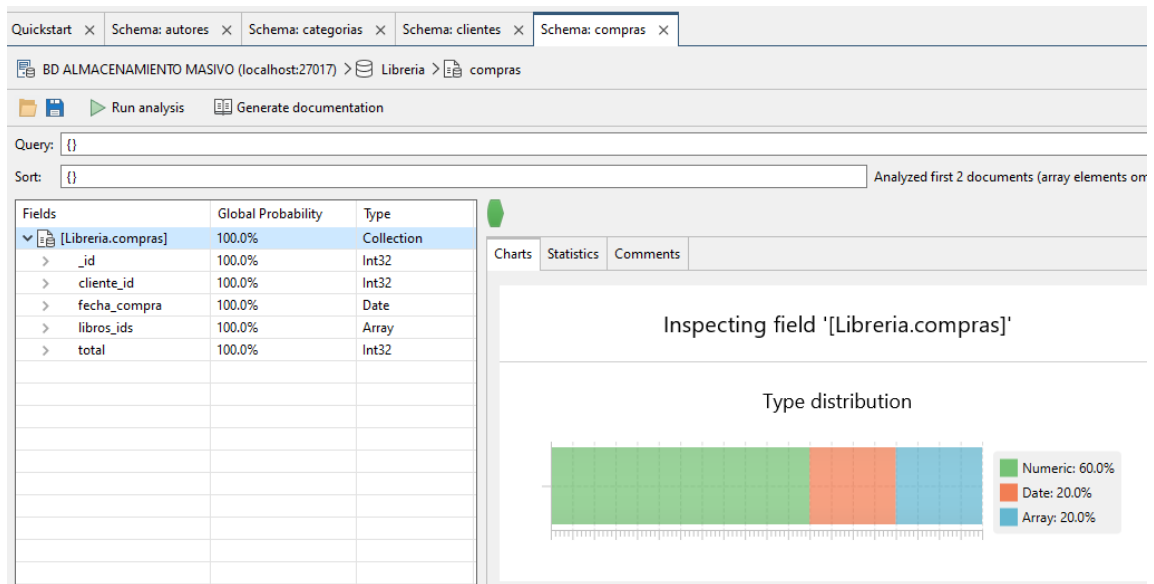 Quickstart Schema: autores Schema: categorias Schema: clientes Schema: compras
BD ALMACENAMIENTO MASIVO (localhost:27017) Libreria compras
Run analysis Generate documentation
Query: {}
Sort: {} Analyzed first 2 documents (array elements om
Fields Global Probability Type
[Libreria.compras] 100.0% Collection
_id 100.0% Int32
cliente_id 100.0% Int32
fecha_compra 100.0% Date
libros_ids 100.0% Array
total 100.0% Int32
Charts Statistics Comments
Inspecting field '[Libreria.compras]'
Type distribution
Numeric: 60.0%
Date: 20.0%
Array: 20.0%